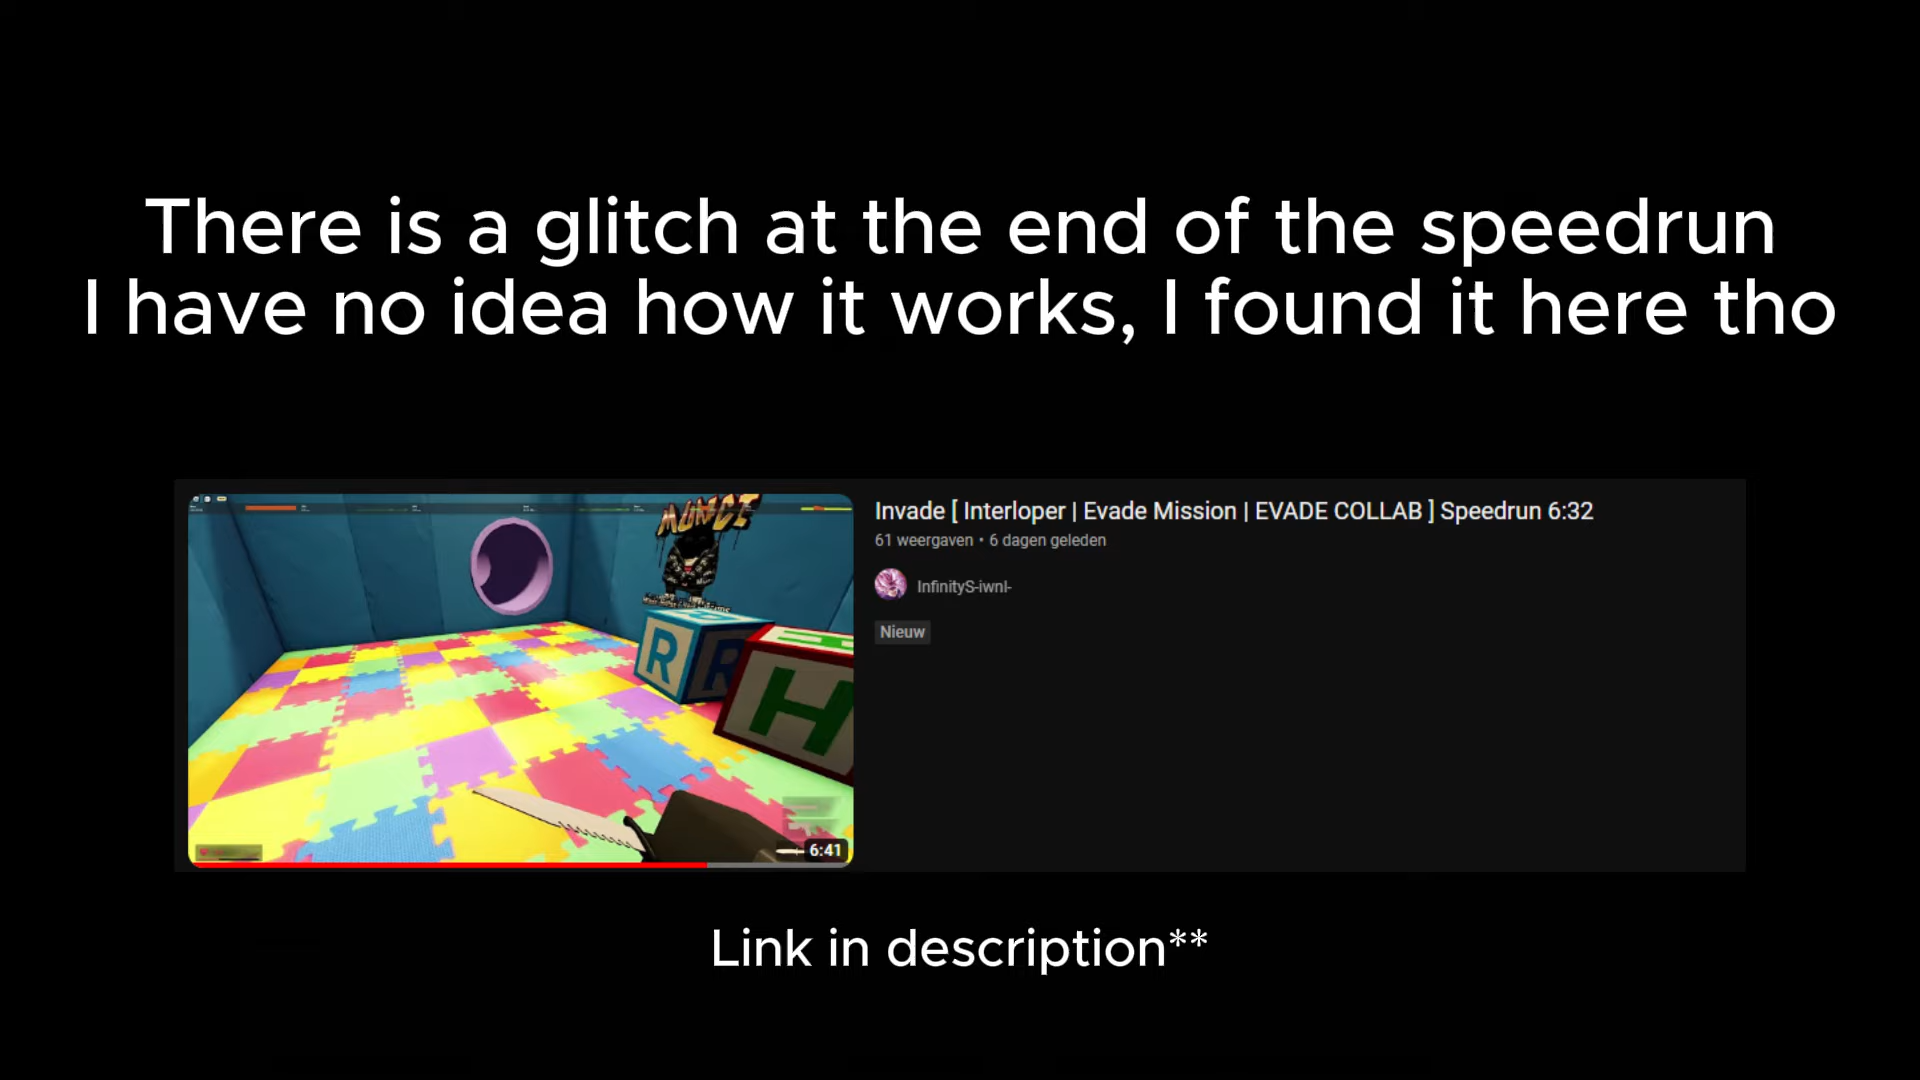 There is a glitch at the end of the speedrun
I have no idea how it works, I found it here tho
MUNCI
R
R
H
6:41
Invade [ Interloper | Evade Mission | EVADE COLLAB ] Speedrun 6:32
61 weergaven • 6 dagen geleden
InfinityS-iwnl-
Nieuw
Link in description**